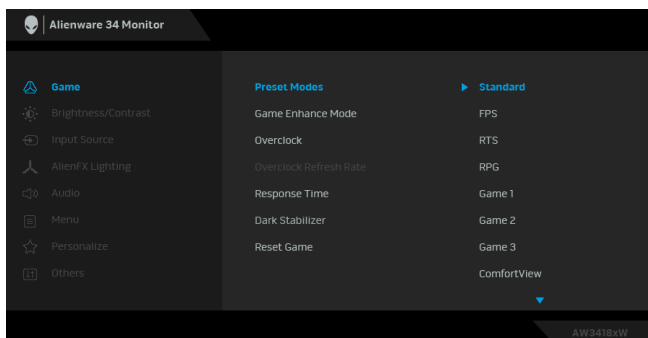 Alienware 34 Monitor
Game
Preset Modes
Standard
Brightness/Contrast
Game Enhance Mode
FPS
Input Source
Overclock
RTS
AlienFX Lighting
Overclock Refresh Rate
RPG
Audio
Response Time
Game 1
Menu
Dark Stabilizer
Game 2
Personalize
Reset Game
Game 3
Others
ComfortView
AW3418xW